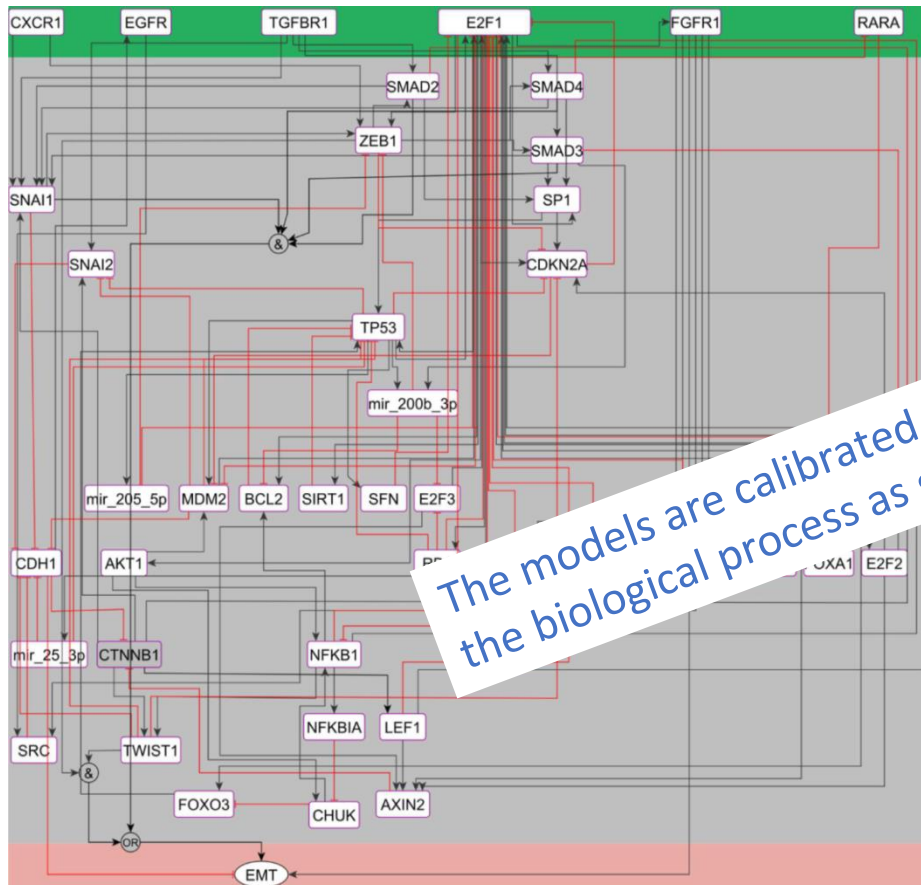 CXCR1 EGFR TGFBR1 E2F1 FGFR1 RARA
SMAD2 SMAD4
ZEB1 SMAD3
SNAI1 SP1
&
SNAI2 CDKN2A
TP53
mir_200b_3p
The models are calibrated
the biological process as
mir_205_5p MDM2 BCL2 SIRT1 SFN E2F3
CDH1 AKT1 E2F2
mir_25_3p CTNNB1 NFKB1
NFKBIA LEF1
SRC TWIST1
&
FOXO3 CHUK AXIN2
OR
EMT